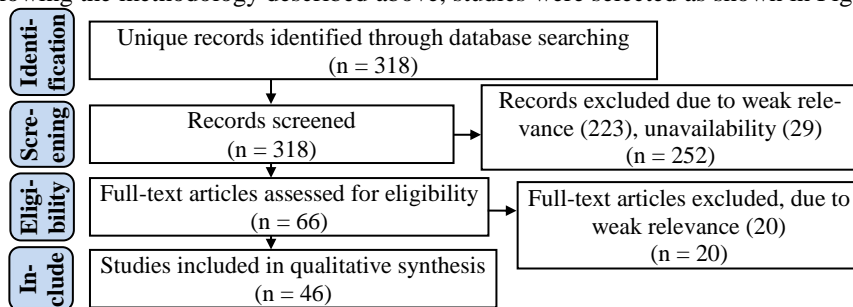 owing the methodology described above, studies were selected as shown in Fig
Identi-
fication
Unique records identified through database searching
(n = 318)
Scre-
ening
Records screened
(n = 318)
Records excluded due to weak rele-
vance (223), unavailability (29)
(n = 252)
Eligi-
bility
Full-text articles assessed for eligibility
(n = 66)
Full-text articles excluded, due to
weak relevance (20)
(n = 20)
In-
clude
Studies included in qualitative synthesis
(n = 46)